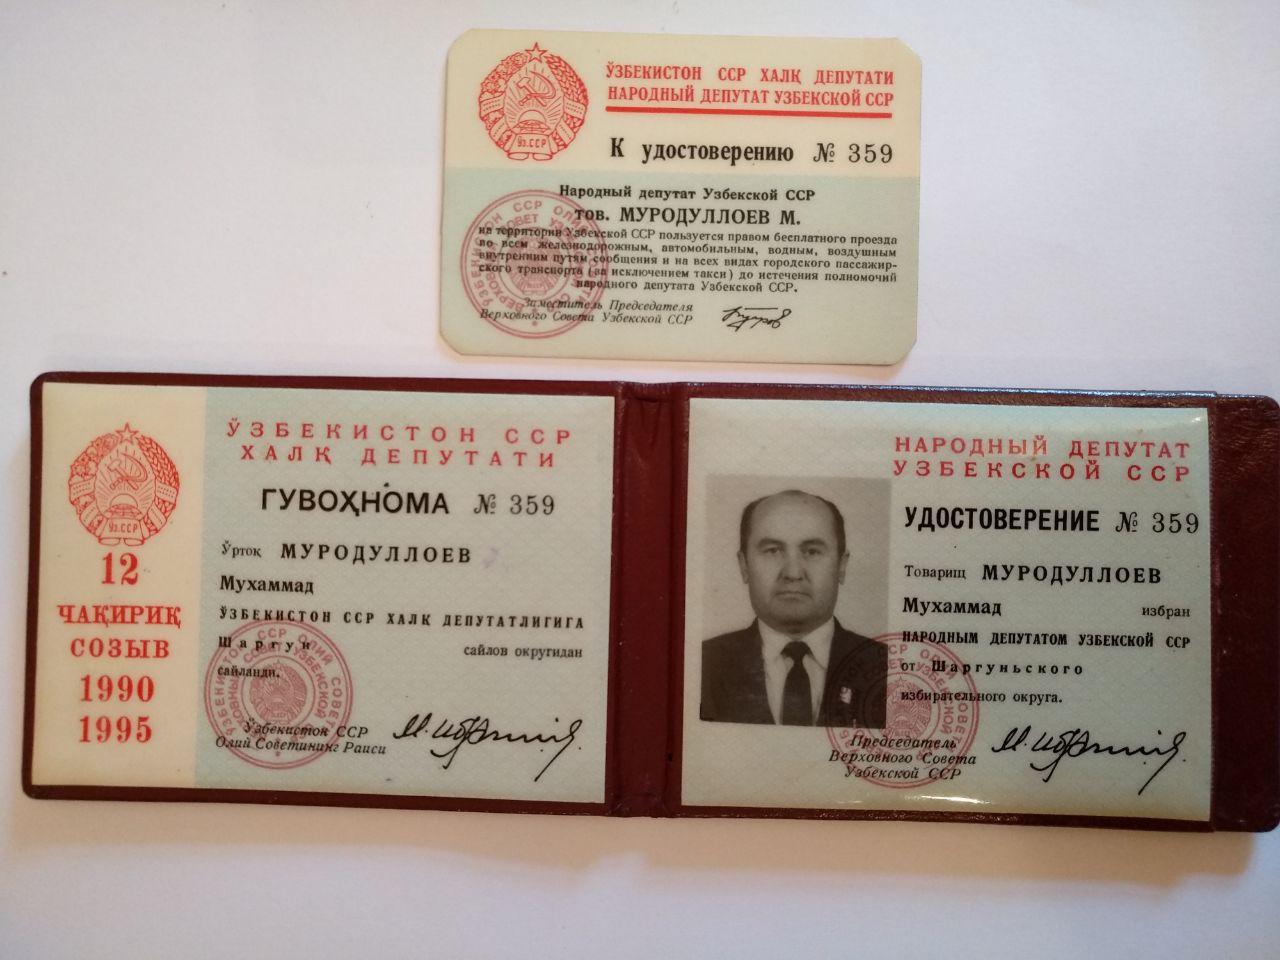 ЎЗБЕКИСТОН ССР ХАЛҚ ДЕПУТАТИ
НАРОДНЫЙ ДЕПУТАТ УЗБЕКСКОЙ ССР
Ўз.ССР
К удостоверению № 359
Народный депутат Узбекской ССР
тов. МУРОДУЛЛОЕВ М.
на территории Узбекской ССР пользуется правом бесплатного проезда
по всем железнодорожным, автомобильным, водным, воздушным
внутренним путям сообщения и на всех видах городского пассажир-
ского транспорта (за исключением такси) до истечения полномочий
народного депутата Узбекской ССР.
Заместитель Председателя
Верховного Совета Узбекской ССР
Ўз.ССР
12
ЧАҚИРИҚ
СОЗЫВ
1990
1995
ЎЗБЕКИСТОН ССР
ХАЛҚ ДЕПУТАТИ
ГУВОҲНОМА № 359
Ўртоқ МУРОДУЛЛОЕВ
Мухаммад
ЎЗБЕКИСТОН ССР ХАЛҚ ДЕПУТАТЛИГИГА
Шаргун сайлов округидан
сайланди.
Ўзбекистон ССР
Олий Советининг Раиси
НАРОДНЫЙ ДЕПУТАТ
УЗБЕКСКОЙ ССР
УДОСТОВЕРЕНИЕ № 359
Товарищ МУРОДУЛЛОЕВ
Мухаммад избран
НАРОДНЫМ ДЕПУТАТОМ УЗБЕКСКОЙ ССР
от Шаргуньского
избирательного округа.
Председатель
Верховного Совета
Узбекской ССР